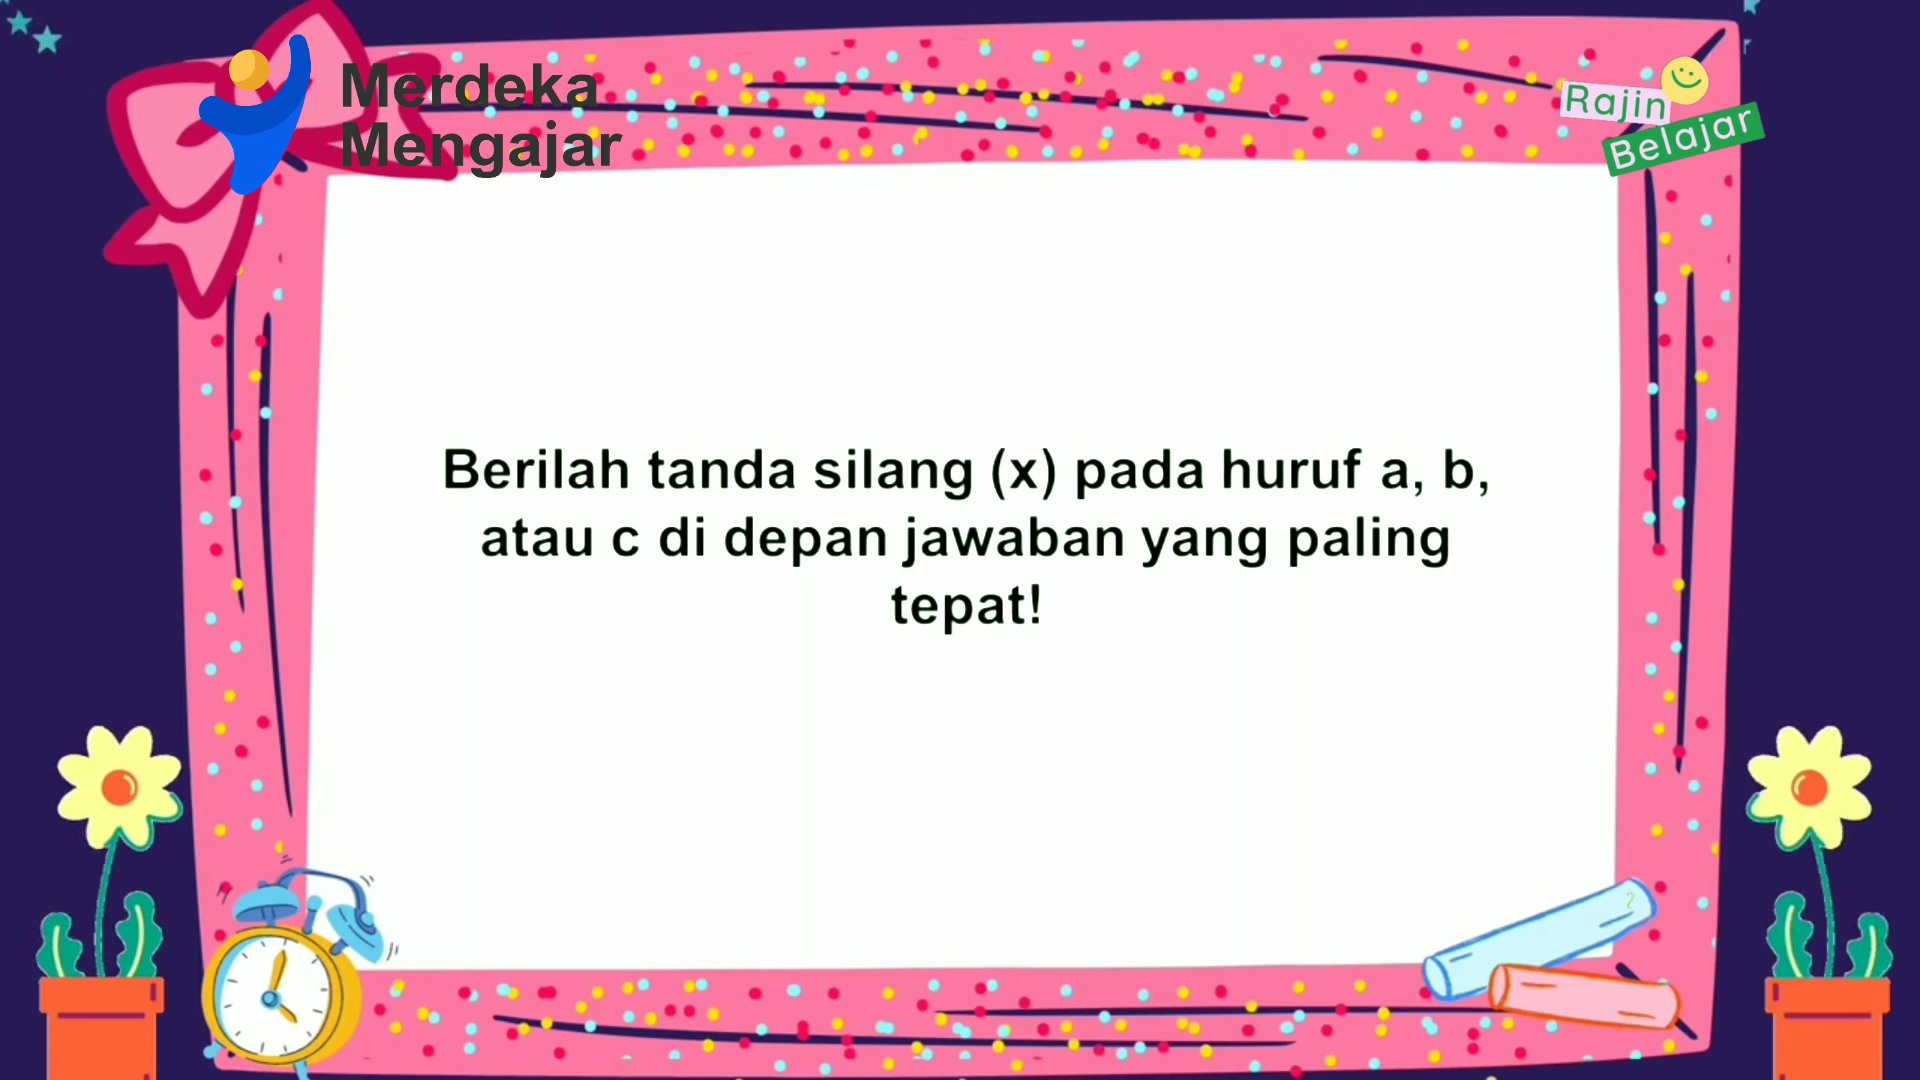 Merdeka
Mengajar
Rajin
Belajar
Berilah tanda silang (x) pada huruf a, b,
atau c di depan jawaban yang paling
tepat!